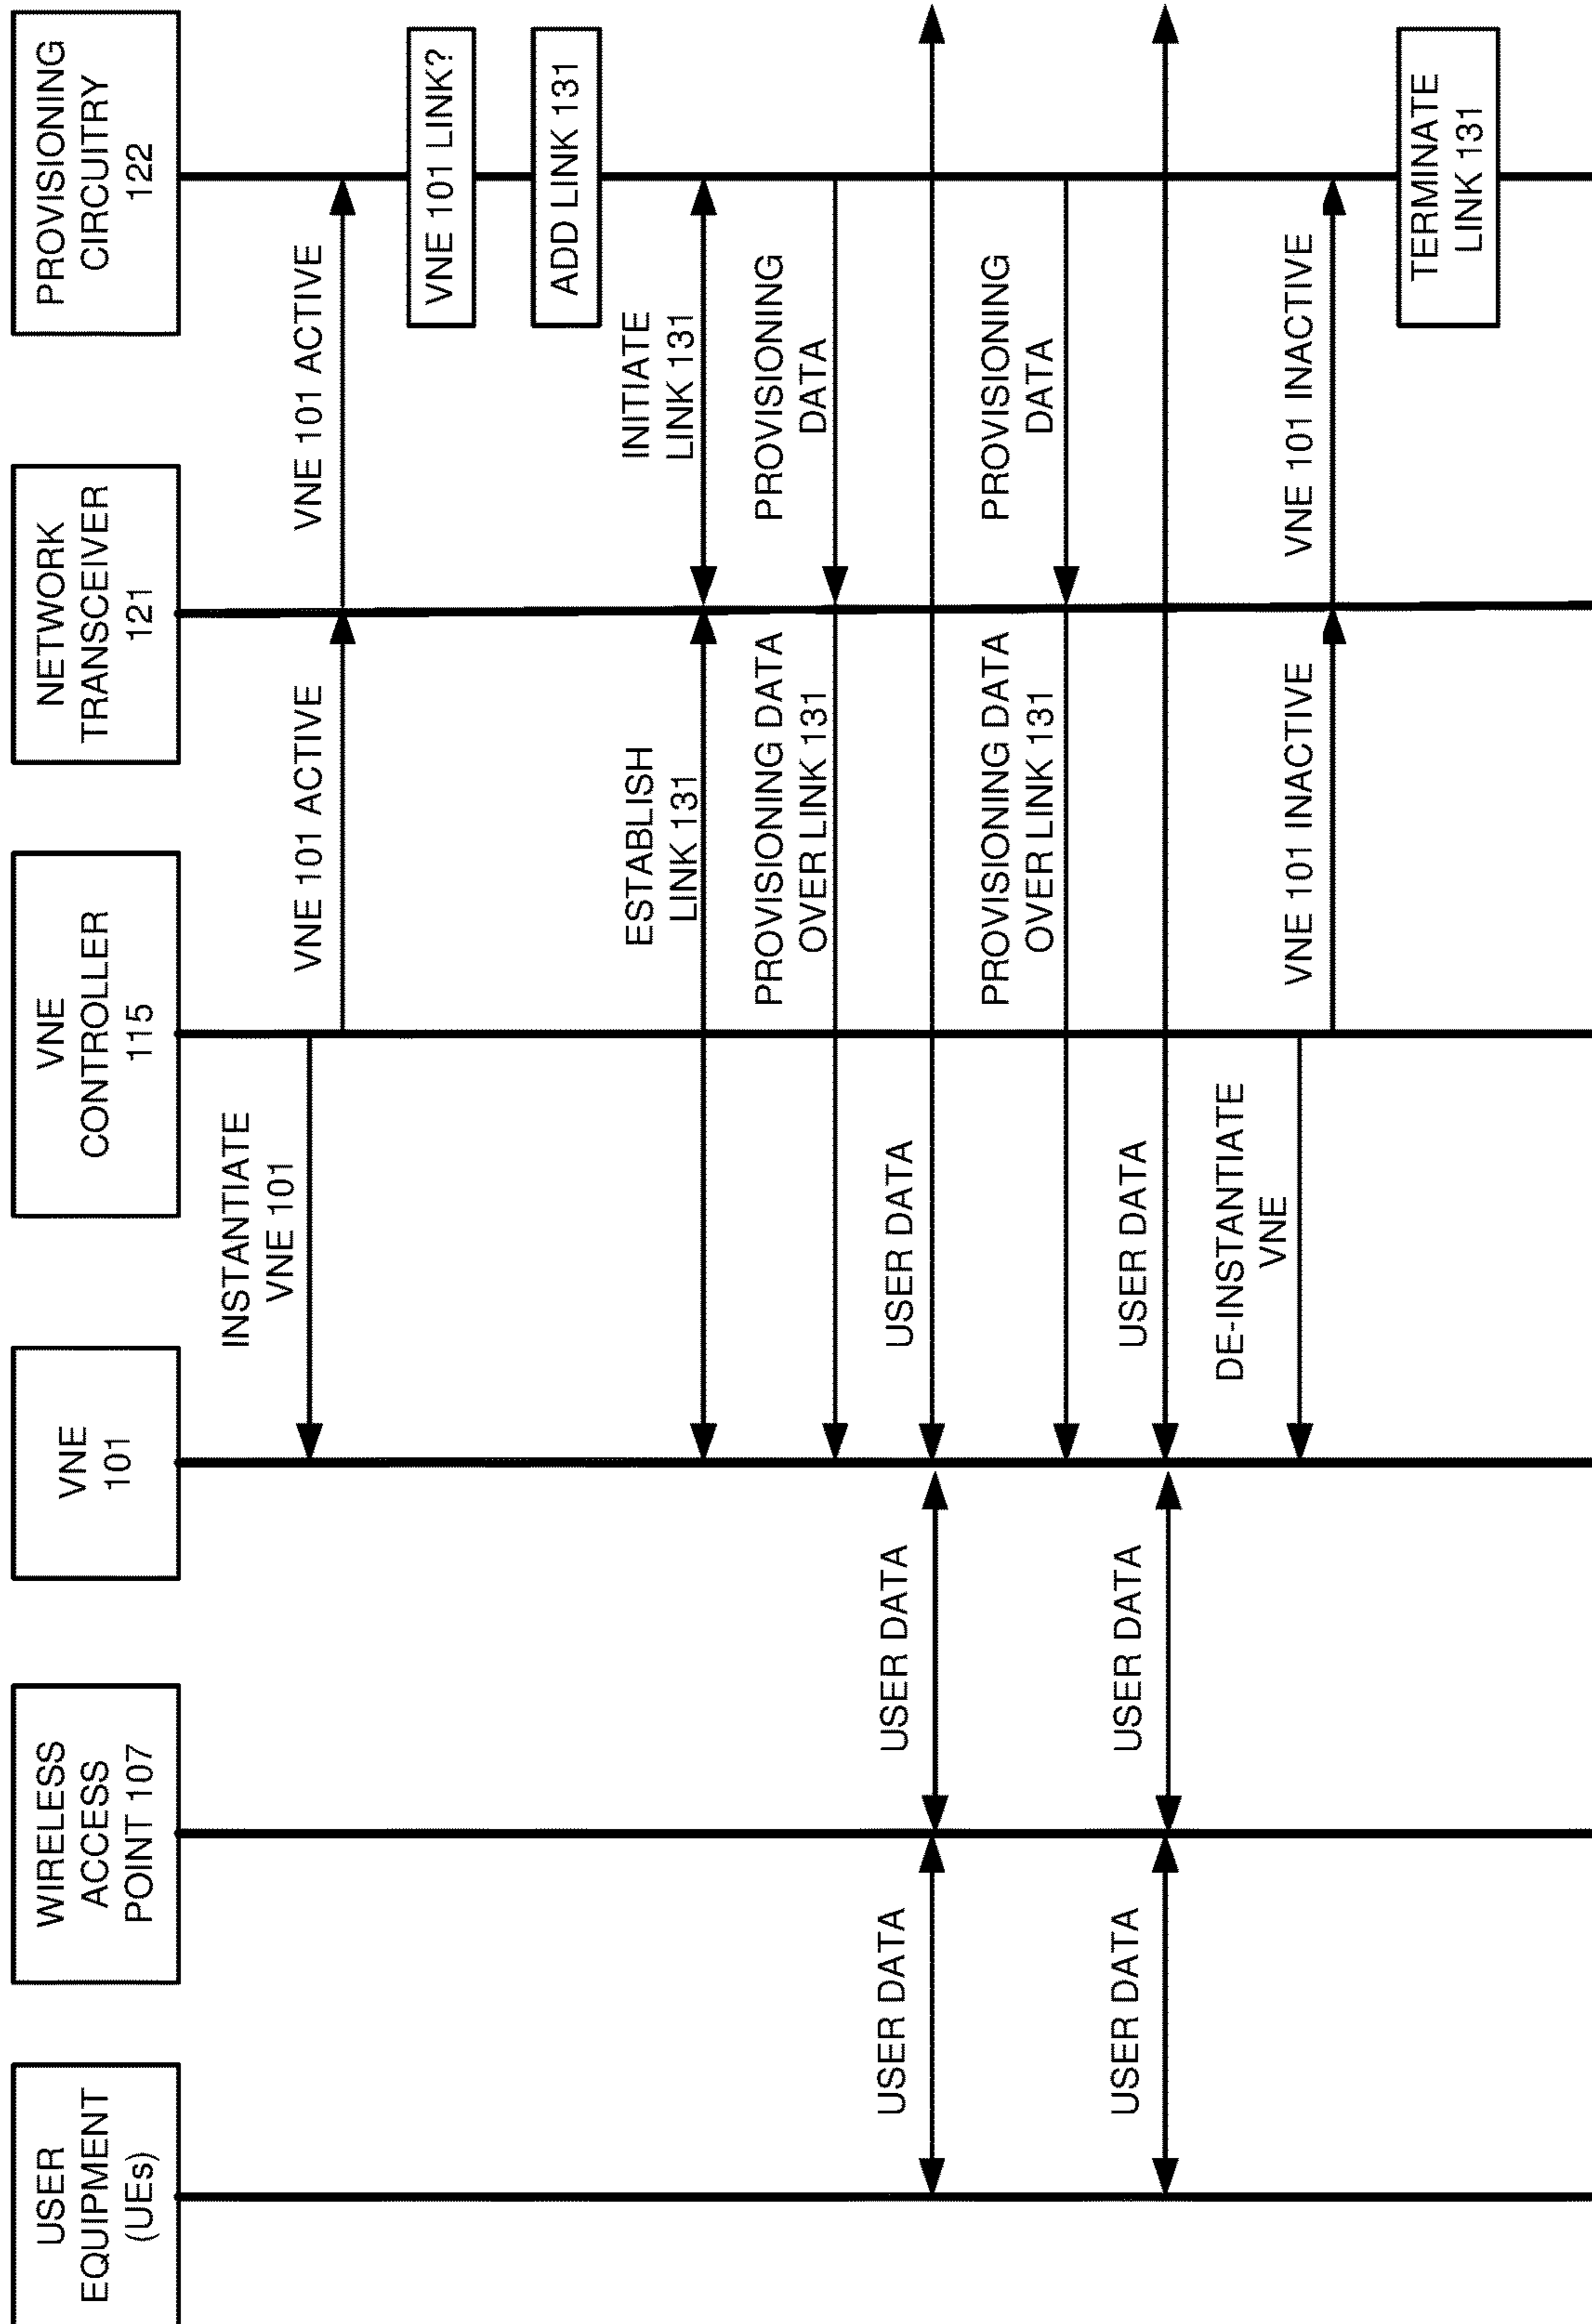 USER
EQUIPMENT
(UEs)
WIRELESS
ACCESS
POINT 107
VNE
101
VNE
CONTROLLER
115
NETWORK
TRANSCEIVER
121
PROVISIONING
CIRCUITRY
122
INSTANTIATE
VNE 101
VNE 101 ACTIVE
VNE 101 ACTIVE
VNE 101 LINK?
ADD LINK 131
ESTABLISH
LINK 131
INITIATE
LINK 131
PROVISIONING DATA
OVER LINK 131
PROVISIONING
DATA
USER DATA
USER DATA
USER DATA
PROVISIONING DATA
OVER LINK 131
PROVISIONING
DATA
USER DATA
USER DATA
USER DATA
DE-INSTANTIATE
VNE
VNE 101 INACTIVE
VNE 101 INACTIVE
TERMINATE
LINK 131